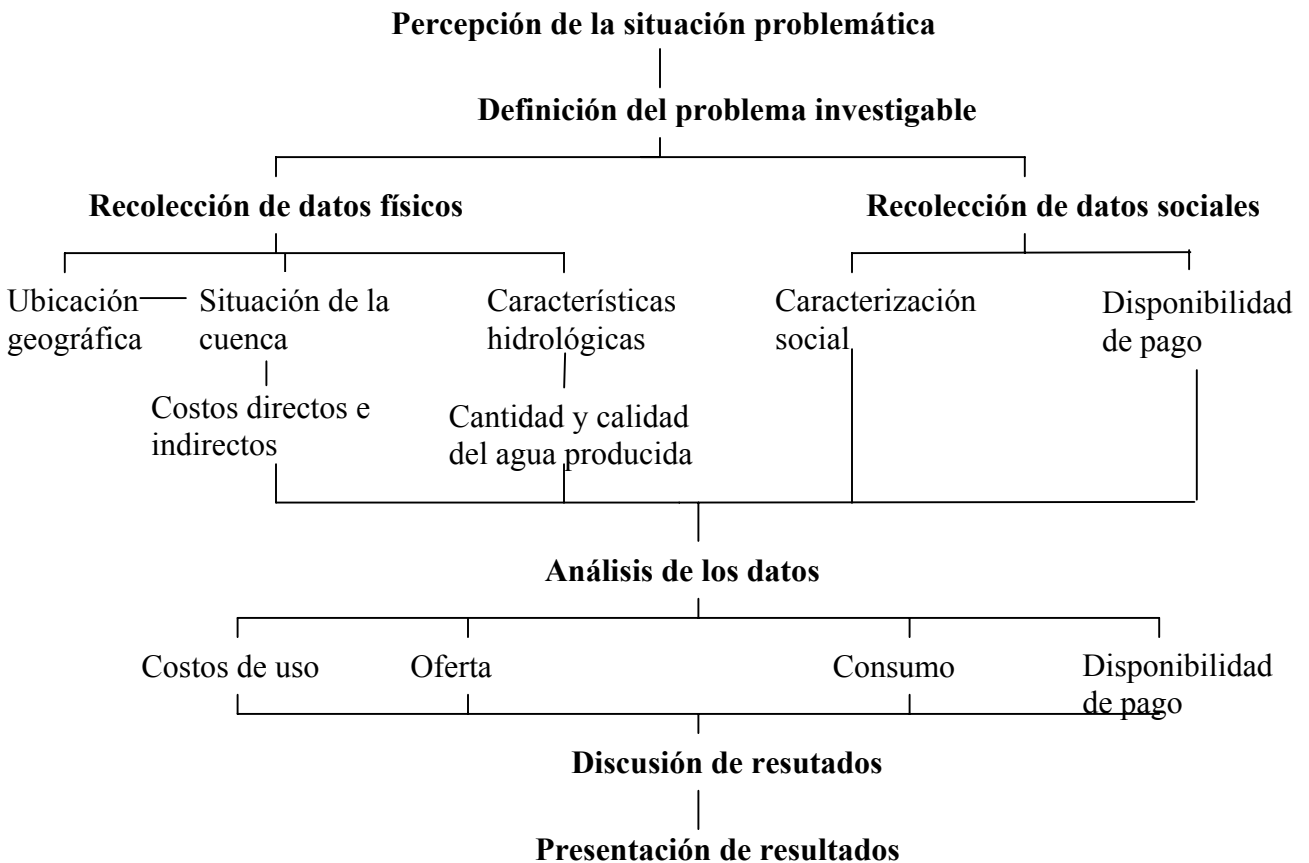 Percepción de la situación problemática
Definición del problema investigable
Recolección de datos físicos
Recolección de datos sociales
Ubicación
geográfica
Situación de la
cuenca
Características
hidrológicas
Caracterización
social
Disponibilidad
de pago
Costos directos e
indirectos
Cantidad y calidad
del agua producida
Análisis de los datos
Costos de uso
Oferta
Consumo
Disponibilidad
de pago
Discusión de resutados
Presentación de resultados